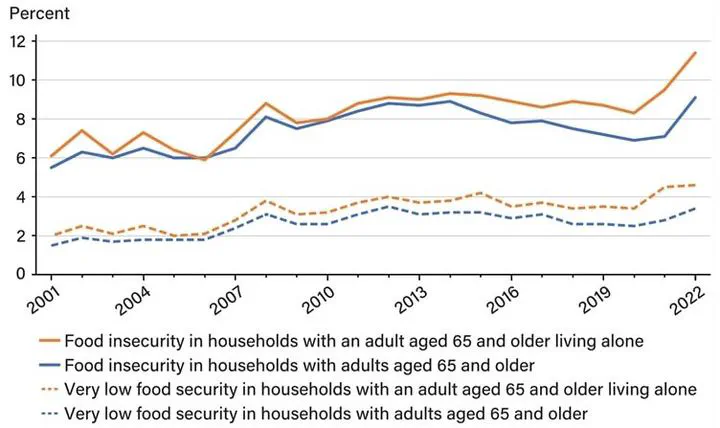 Percent
12
10
8
6
4
2
0
2001 2004 2007 2010 2013 2016 2019 2022
Food insecurity in households with an adult aged 65 and older living alone
Food insecurity in households with adults aged 65 and older
Very low food security in households with an adult aged 65 and older living alone
Very low food security in households with adults aged 65 and older